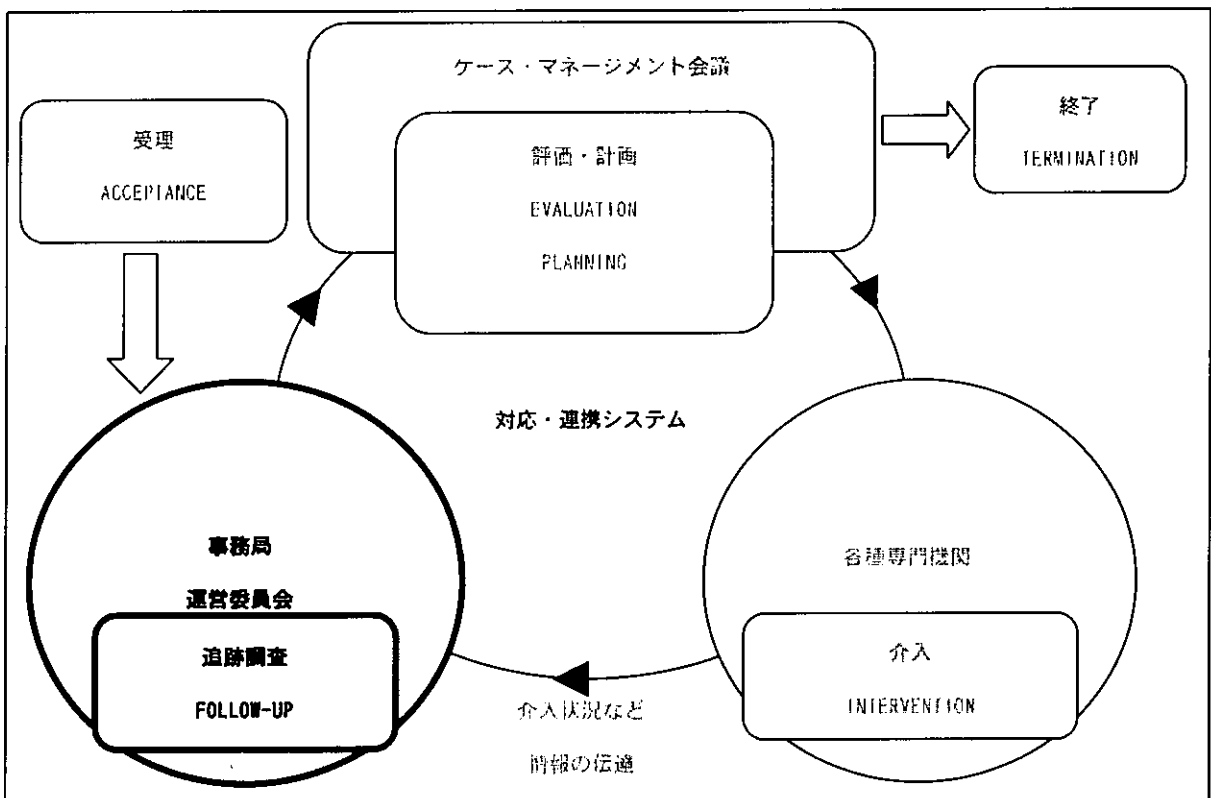 ケース・マネージメント会議
受理
ACCEPTANCE
評価・計画
EVALUATION
PLANNING
終了
TERMINATION
対応・連携システム
事務局
運営委員会
追跡調査
FOLLOW-UP
各種専門機関
介入
INTERVENTION
介入状況など
情報の伝達